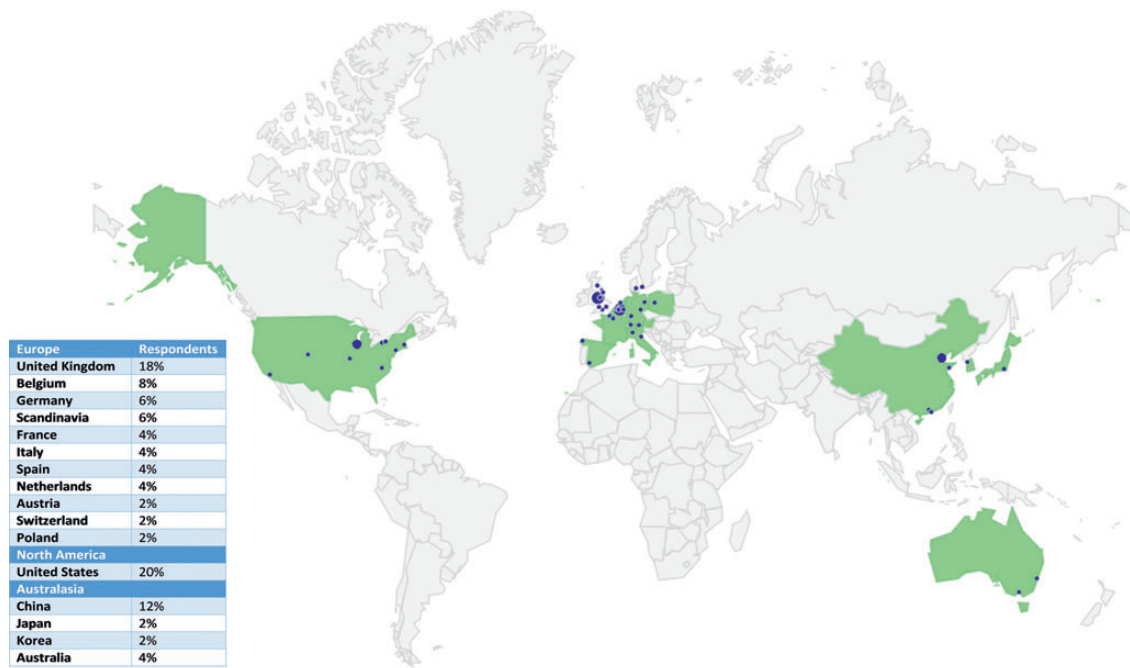 Europe Respondents
United Kingdom 18%
Belgium 8%
Germany 6%
Scandinavia 6%
France 4%
Italy 4%
Spain 4%
Netherlands 4%
Austria 2%
Switzerland 2%
Poland 2%
North America
United States 20%
Australasia
China 12%
Japan 2%
Korea 2%
Australia 4%